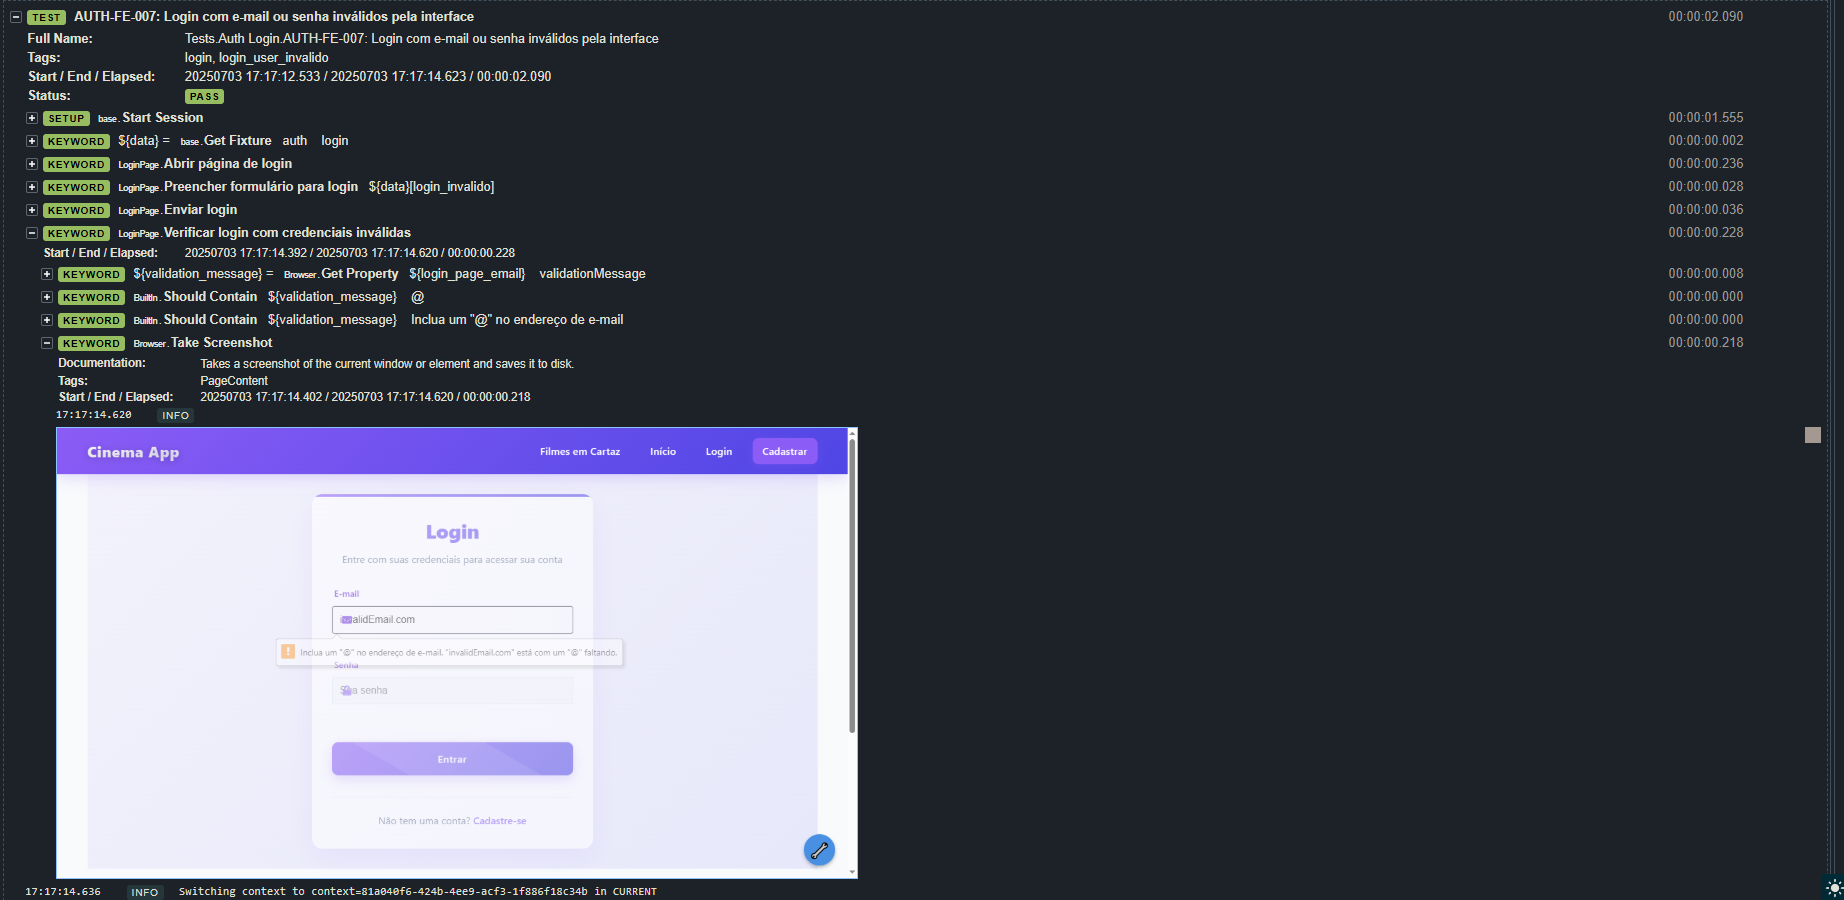 TEST AUTH-FE-007: Login com e-mail ou senha inválidos pela interface 00:00:02.090
Full Name: Tests.Auth Login.AUTH-FE-007: Login com e-mail ou senha inválidos pela interface
Tags: login, login_user_invalido
Start / End / Elapsed: 20250703 17:17:12.533 / 20250703 17:17:14.623 / 00:00:02.090
Status: PASS
SETUP base.Start Session 00:00:01.555
KEYWORD ${data} = base.Get Fixture auth login 00:00:00.002
KEYWORD LoginPage.Abrir página de login 00:00:00.236
KEYWORD LoginPage.Preencher formulário para login ${data}[login_invalido] 00:00:00.028
KEYWORD LoginPage.Enviar login 00:00:00.036
KEYWORD LoginPage.Verificar login com credenciais inválidas 00:00:00.228
Start / End / Elapsed: 20250703 17:17:14.392 / 20250703 17:17:14.620 / 00:00:00.228
KEYWORD ${validation_message} = Browser.Get Property ${login_page_email} validationMessage 00:00:00.008
KEYWORD BuiltIn.Should Contain ${validation_message} @ 00:00:00.000
KEYWORD BuiltIn.Should Contain ${validation_message} Inclua um "@" no endereço de e-mail 00:00:00.000
KEYWORD Browser.Take Screenshot 00:00:00.218
Documentation: Takes a screenshot of the current window or element and saves it to disk.
Tags: PageContent
Start / End / Elapsed: 20250703 17:17:14.402 / 20250703 17:17:14.620 / 00:00:00.218
17:17:14.620 INFO
Cinema App Filmes em Cartaz Início Login Cadastrar
Login
Entre com suas credenciais para acessar sua conta
E-mail
invalidEmail.com
Inclua um "@" no endereço de e-mail. "invalidEmail.com" está com um "@" faltando.
Senha
Sua senha
Entrar
Não tem uma conta? Cadastre-se
17:17:14.636 INFO Switching context to context=81a040f6-424b-4ee9-acf3-1f886f18c34b in CURRENT